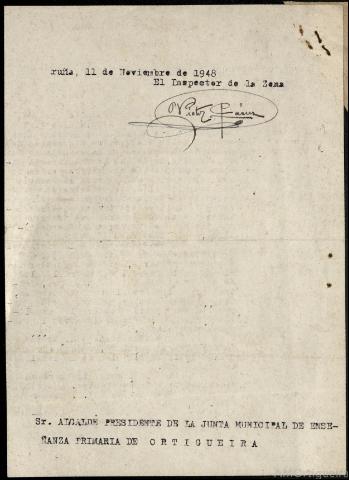 ruña, 11 de Noviembre de 1948
El Inspector de la Zona
Sr. ALCALDE PRESIDENTE DE LA JUNTA MUNICIPAL DE ENSE-
ÑANZA PRIMARIA DE O R T I G U E I R A